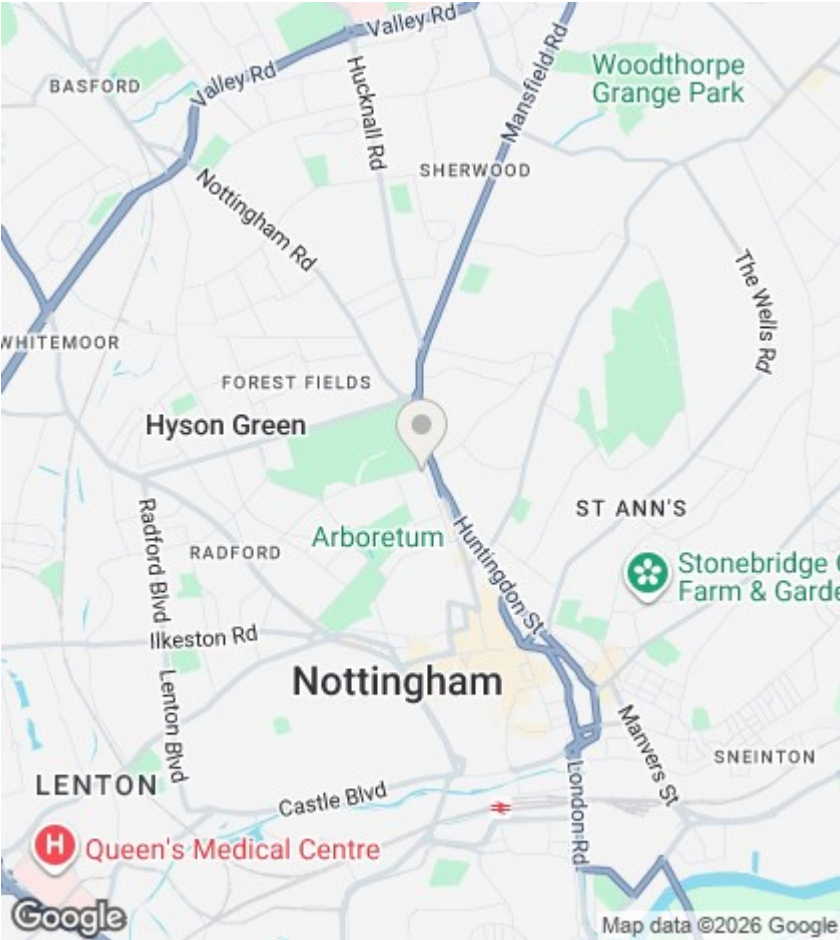 Valley Rd
Woodthorpe
Grange Park
BASFORD
Valley Rd
Hucknall Rd
Mansfield Rd
SHERWOOD
Nottingham Rd
The Wells Rd
WHITEMOOR
FOREST FIELDS
Hyson Green
ST ANN'S
Radford Blvd
Arboretum
Huntingdon St
RADFORD
Stonebridge C
Farm & Garde
Ilkeston Rd
Nottingham
Lenton Blvd
Manvers St
SNEINTON
LENTON
Castle Blvd
London Rd
H
Queen's Medical Centre
Google
Map data ©2026 Google